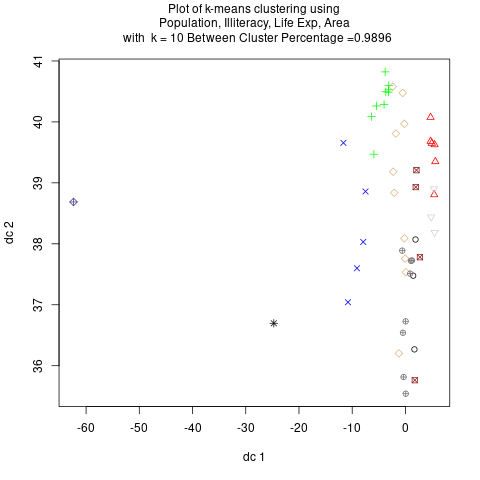 Plot of k-means clustering using
Population, Illiteracy, Life Exp, Area
with  k = 10 Between Cluster Percentage =0.9896
41
40
39
38
37
36
dc 2
-60
-50
-40
-30
-20
-10
0
dc 1